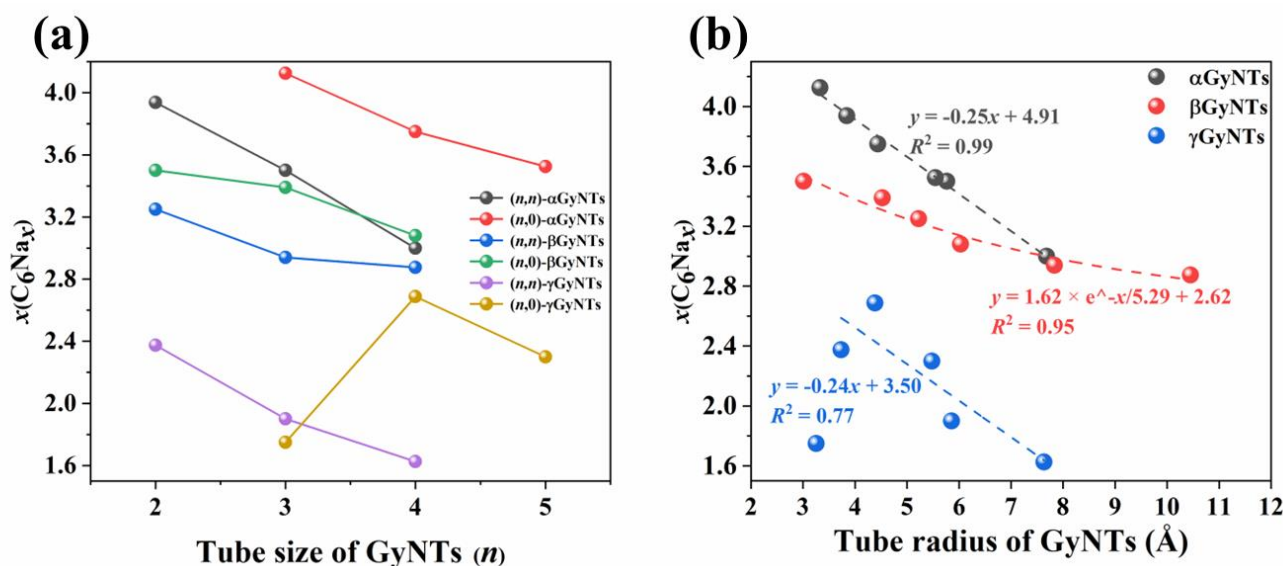 (a)
x(C6Nax)
4.0
3.6
3.2
2.8
2.4
2.0
1.6
2 3 4 5
Tube size of GyNTs (n)
(n,n)-αGyNTs
(n,0)-αGyNTs
(n,n)-βGyNTs
(n,0)-βGyNTs
(n,n)-γGyNTs
(n,0)-γGyNTs
(b)
x(C6Nax)
4.0
3.6
3.2
2.8
2.4
2.0
1.6
2 3 4 5 6 7 8 9 10 11 12
Tube radius of GyNTs (Å)
αGyNTs
βGyNTs
γGyNTs
y = -0.25x + 4.91
R² = 0.99
y = 1.62 × e^-x/5.29 + 2.62
R² = 0.95
y = -0.24x + 3.50
R² = 0.77